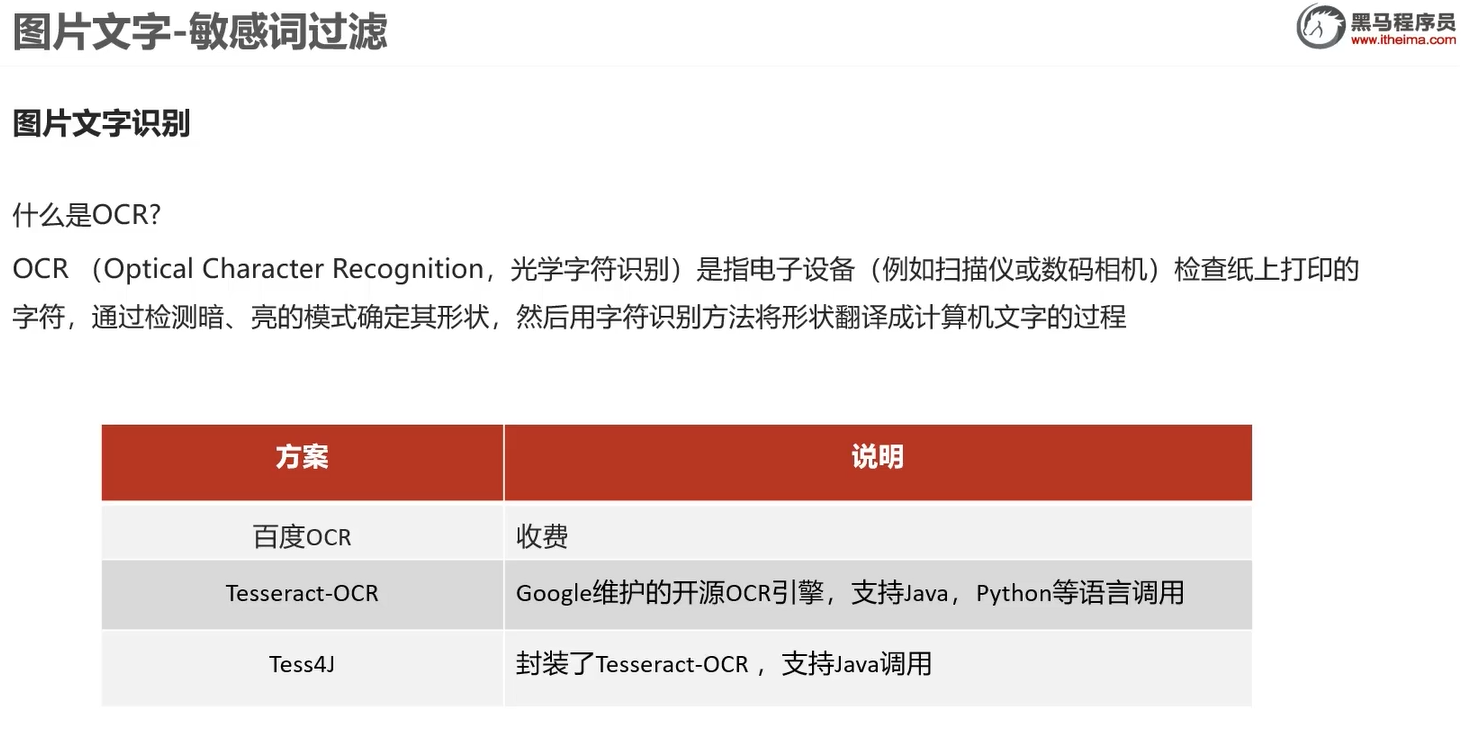 图片文字-敏感词过滤
黑马程序员
www.itheima.com
图片文字识别
什么是OCR?
OCR （Optical Character Recognition，光学字符识别）是指电子设备（例如扫描仪或数码相机）检查纸上打印的
字符，通过检测暗、亮的模式确定其形状，然后用字符识别方法将形状翻译成计算机文字的过程
方案 说明
百度OCR 收费
Tesseract-OCR Google维护的开源OCR引擎，支持Java，Python等语言调用
Tess4J 封装了Tesseract-OCR ，支持Java调用